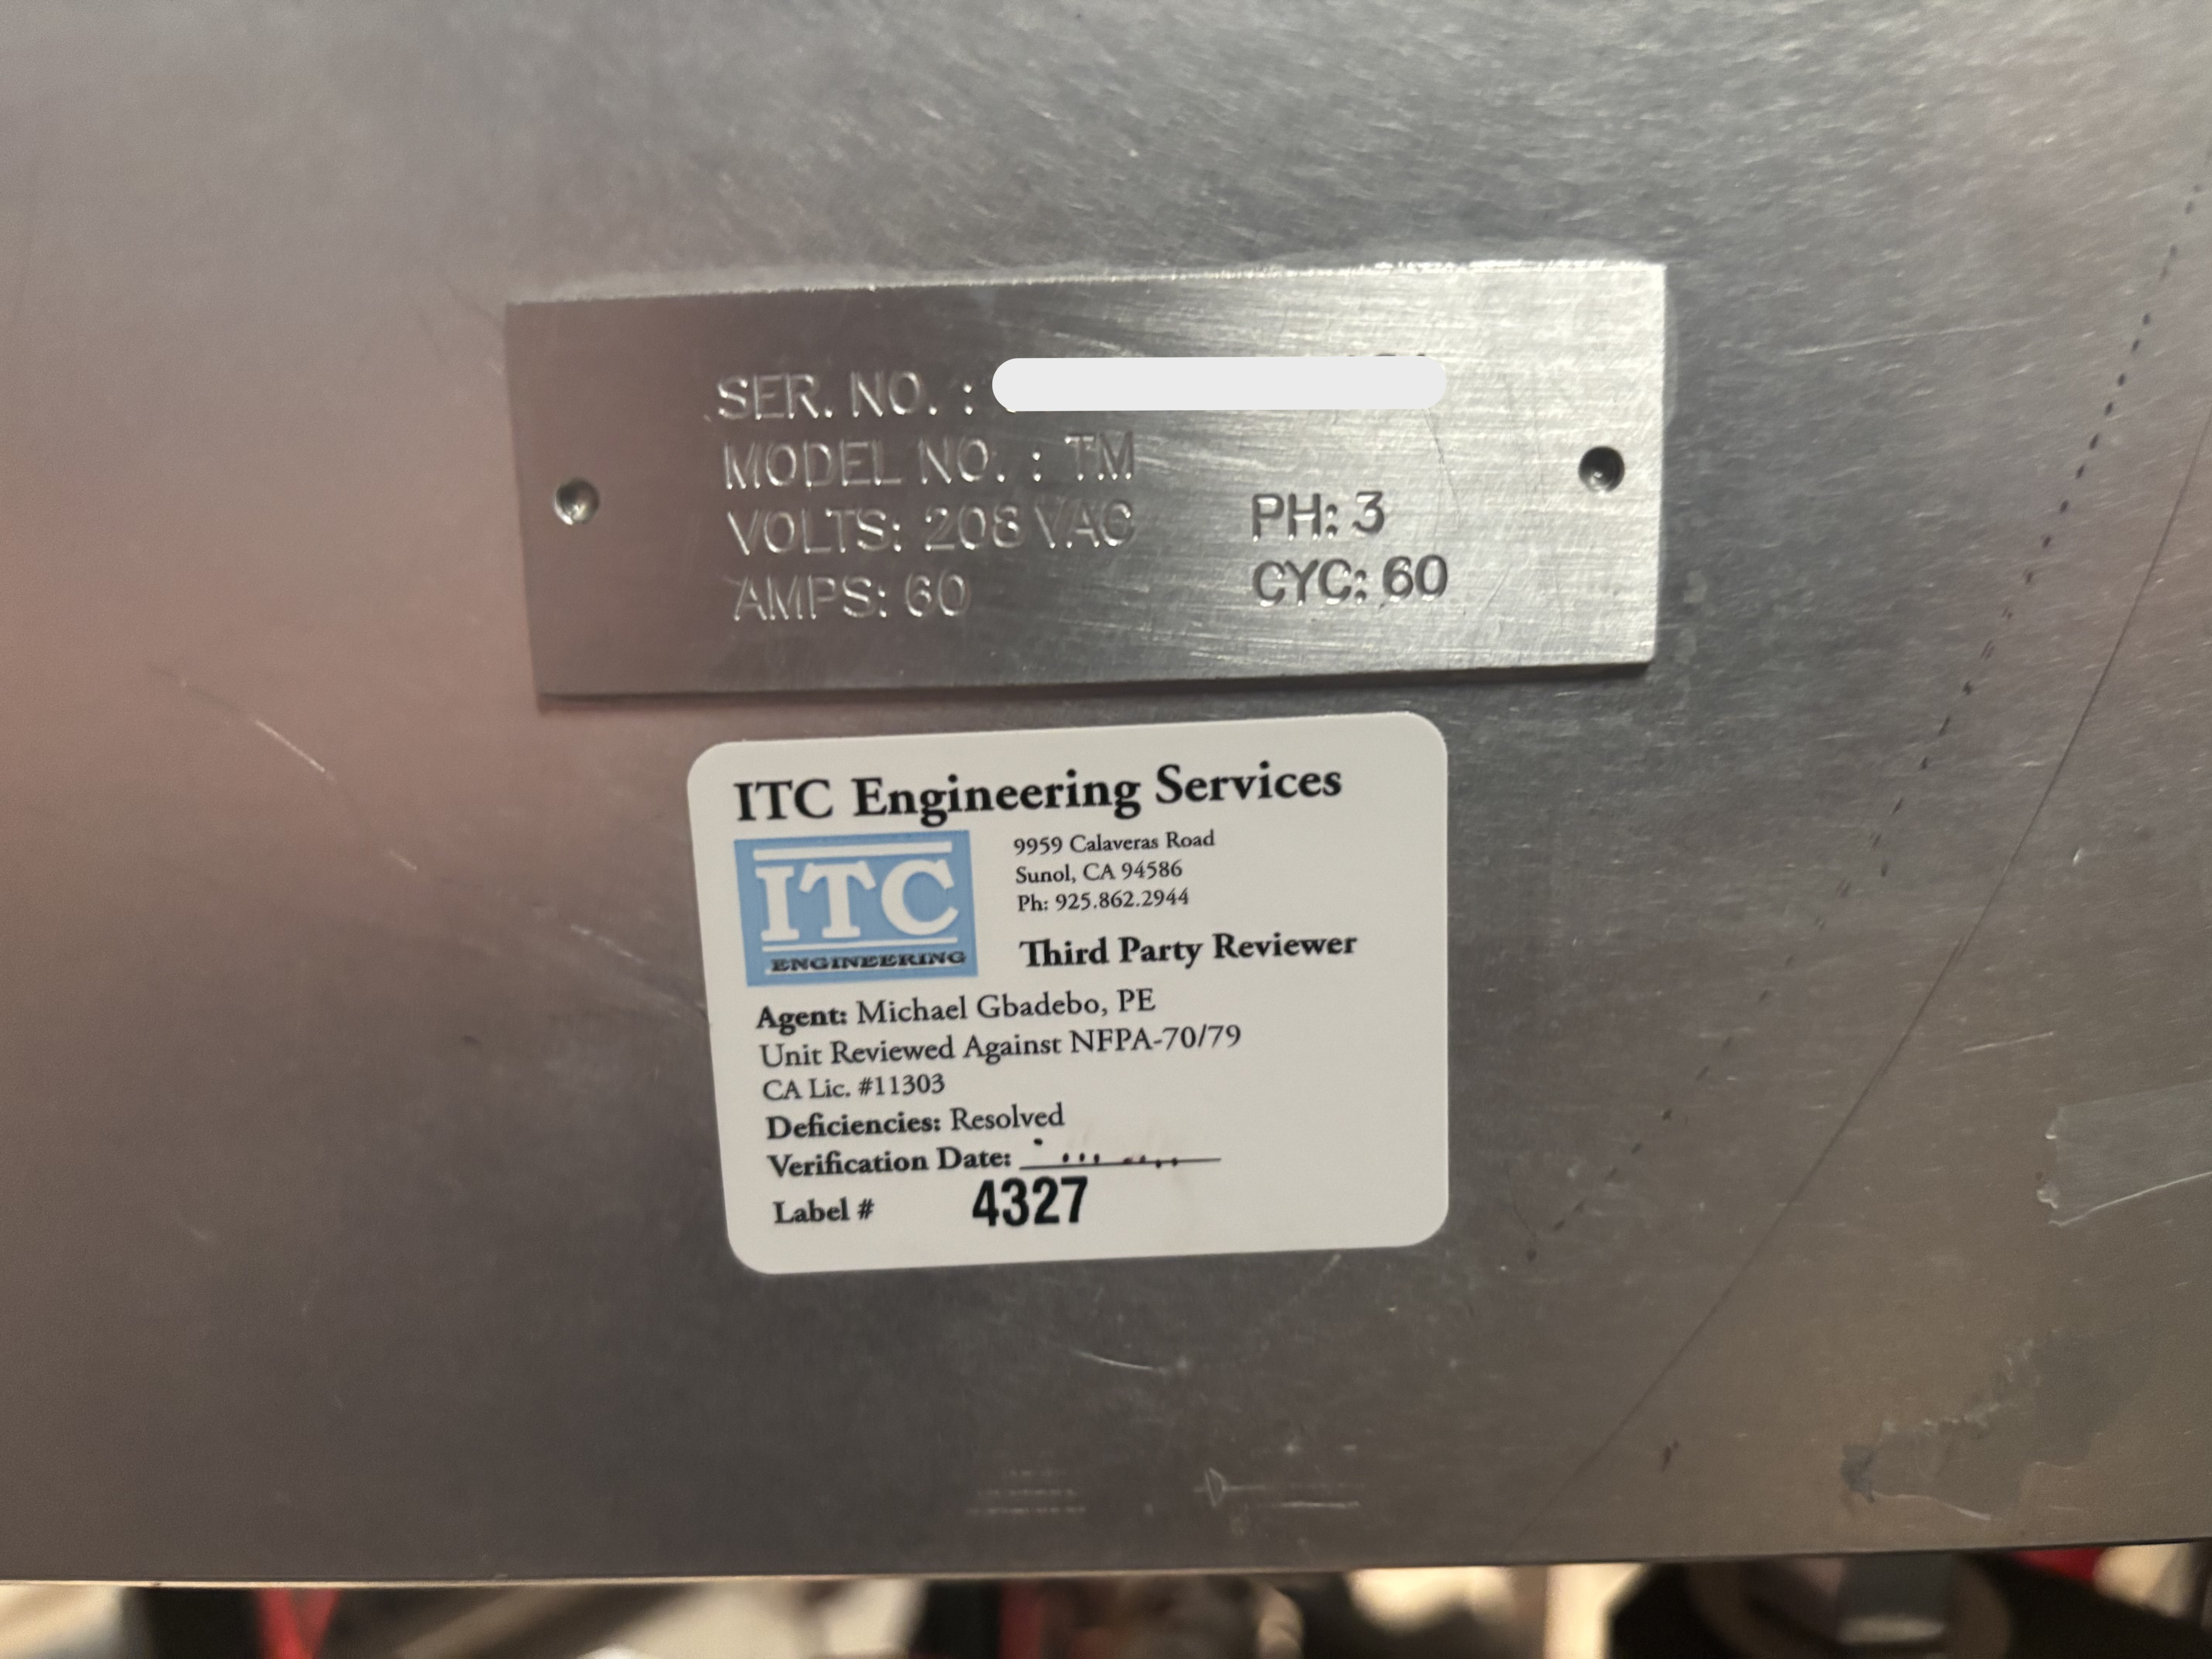 SER. NO. :
MODEL NO. : TM
VOLTS: 208 VAC PH: 3
AMPS: 60 CYC: 60
ITC Engineering Services
ITC
ENGINEERING
9959 Calaveras Road
Sunol, CA 94586
Ph: 925.862.2944
Third Party Reviewer
Agent: Michael Gbadebo, PE
Unit Reviewed Against NFPA-70/79
CA Lic. #11303
Deficiencies: Resolved
Verification Date:
Label # 4327